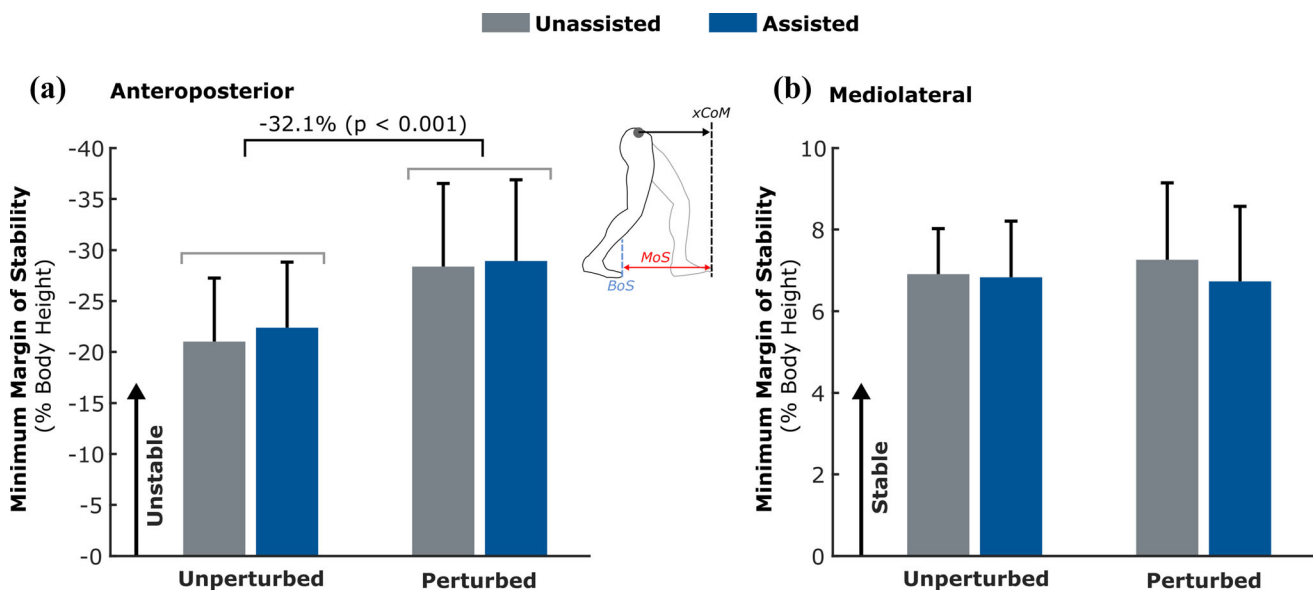 Unassisted Assisted
(a) Anteroposterior
-32.1% (p < 0.001)
Minimum Margin of Stability
(% Body Height)
-40
-35
-30
-25
-20
-15
-10
-5
-0
Unstable
Unperturbed Perturbed
xCoM
MoS
BoS
(b) Mediolateral
Minimum Margin of Stability
(% Body Height)
10
8
6
4
2
0
Stable
Unperturbed Perturbed